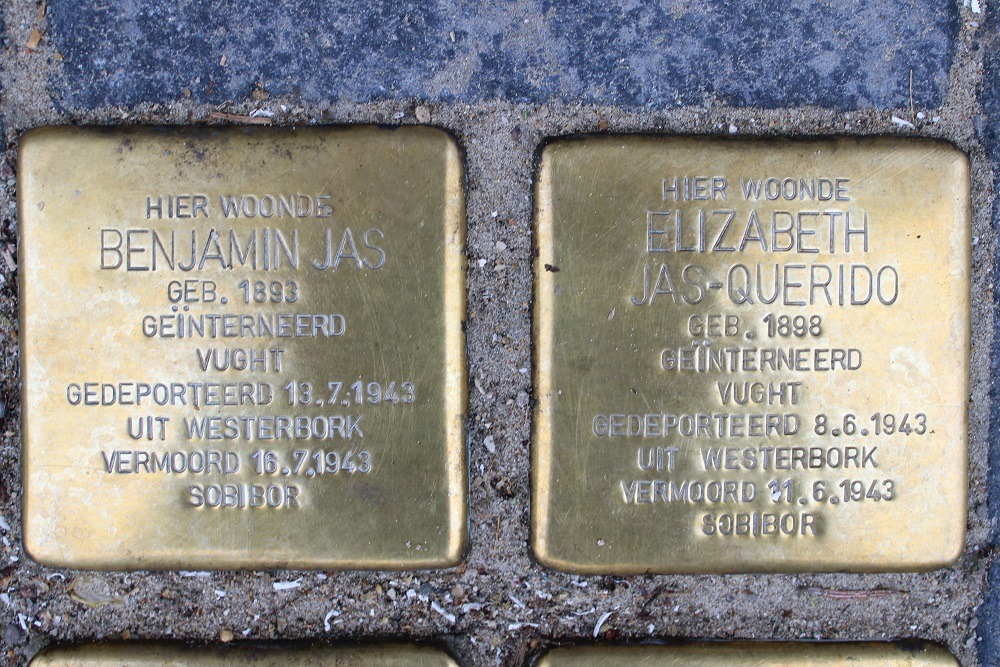 HIER WOONDE
BENJAMIN JAS
GEB. 1893
GEÏNTERNEERD
VUGHT
GEDEPORTEERD 13.7.1943
UIT WESTERBORK
VERMOORD 16.7.1943
SOBIBOR
HIER WOONDE
ELIZABETH
JAS-QUERIDO
GEB. 1898
GEÏNTERNEERD
VUGHT
GEDEPORTEERD 8.6.1943
UIT WESTERBORK
VERMOORD 11.6.1943
SOBIBOR